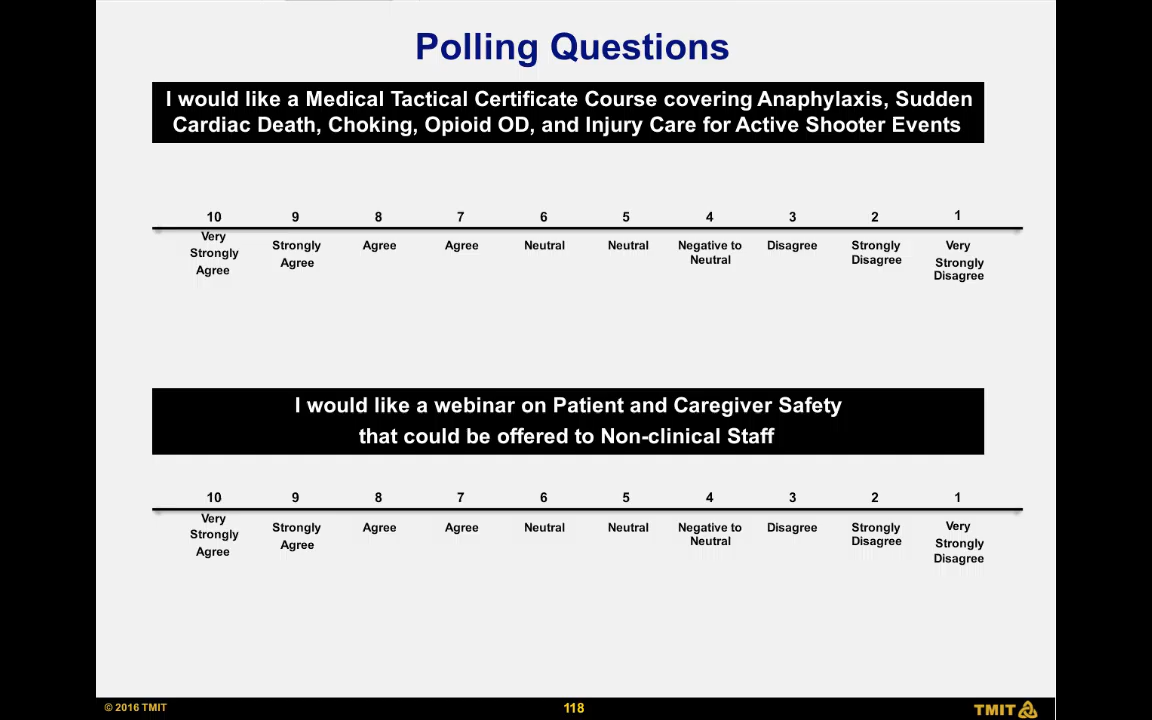 Polling Questions
I would like a Medical Tactical Certificate Course covering Anaphylaxis, Sudden
Cardiac Death, Choking, Opioid OD, and Injury Care for Active Shooter Events
10 9 8 7 6 5 4 3 2 1
Very Strongly Agree
Strongly Agree
Agree
Agree
Neutral
Neutral
Negative to Neutral
Disagree
Strongly Disagree
Very Strongly Disagree
I would like a webinar on Patient and Caregiver Safety
that could be offered to Non-clinical Staff
10 9 8 7 6 5 4 3 2 1
Very Strongly Agree
Strongly Agree
Agree
Agree
Neutral
Neutral
Negative to Neutral
Disagree
Strongly Disagree
Very Strongly Disagree
© 2016 TMIT 118 TMIT